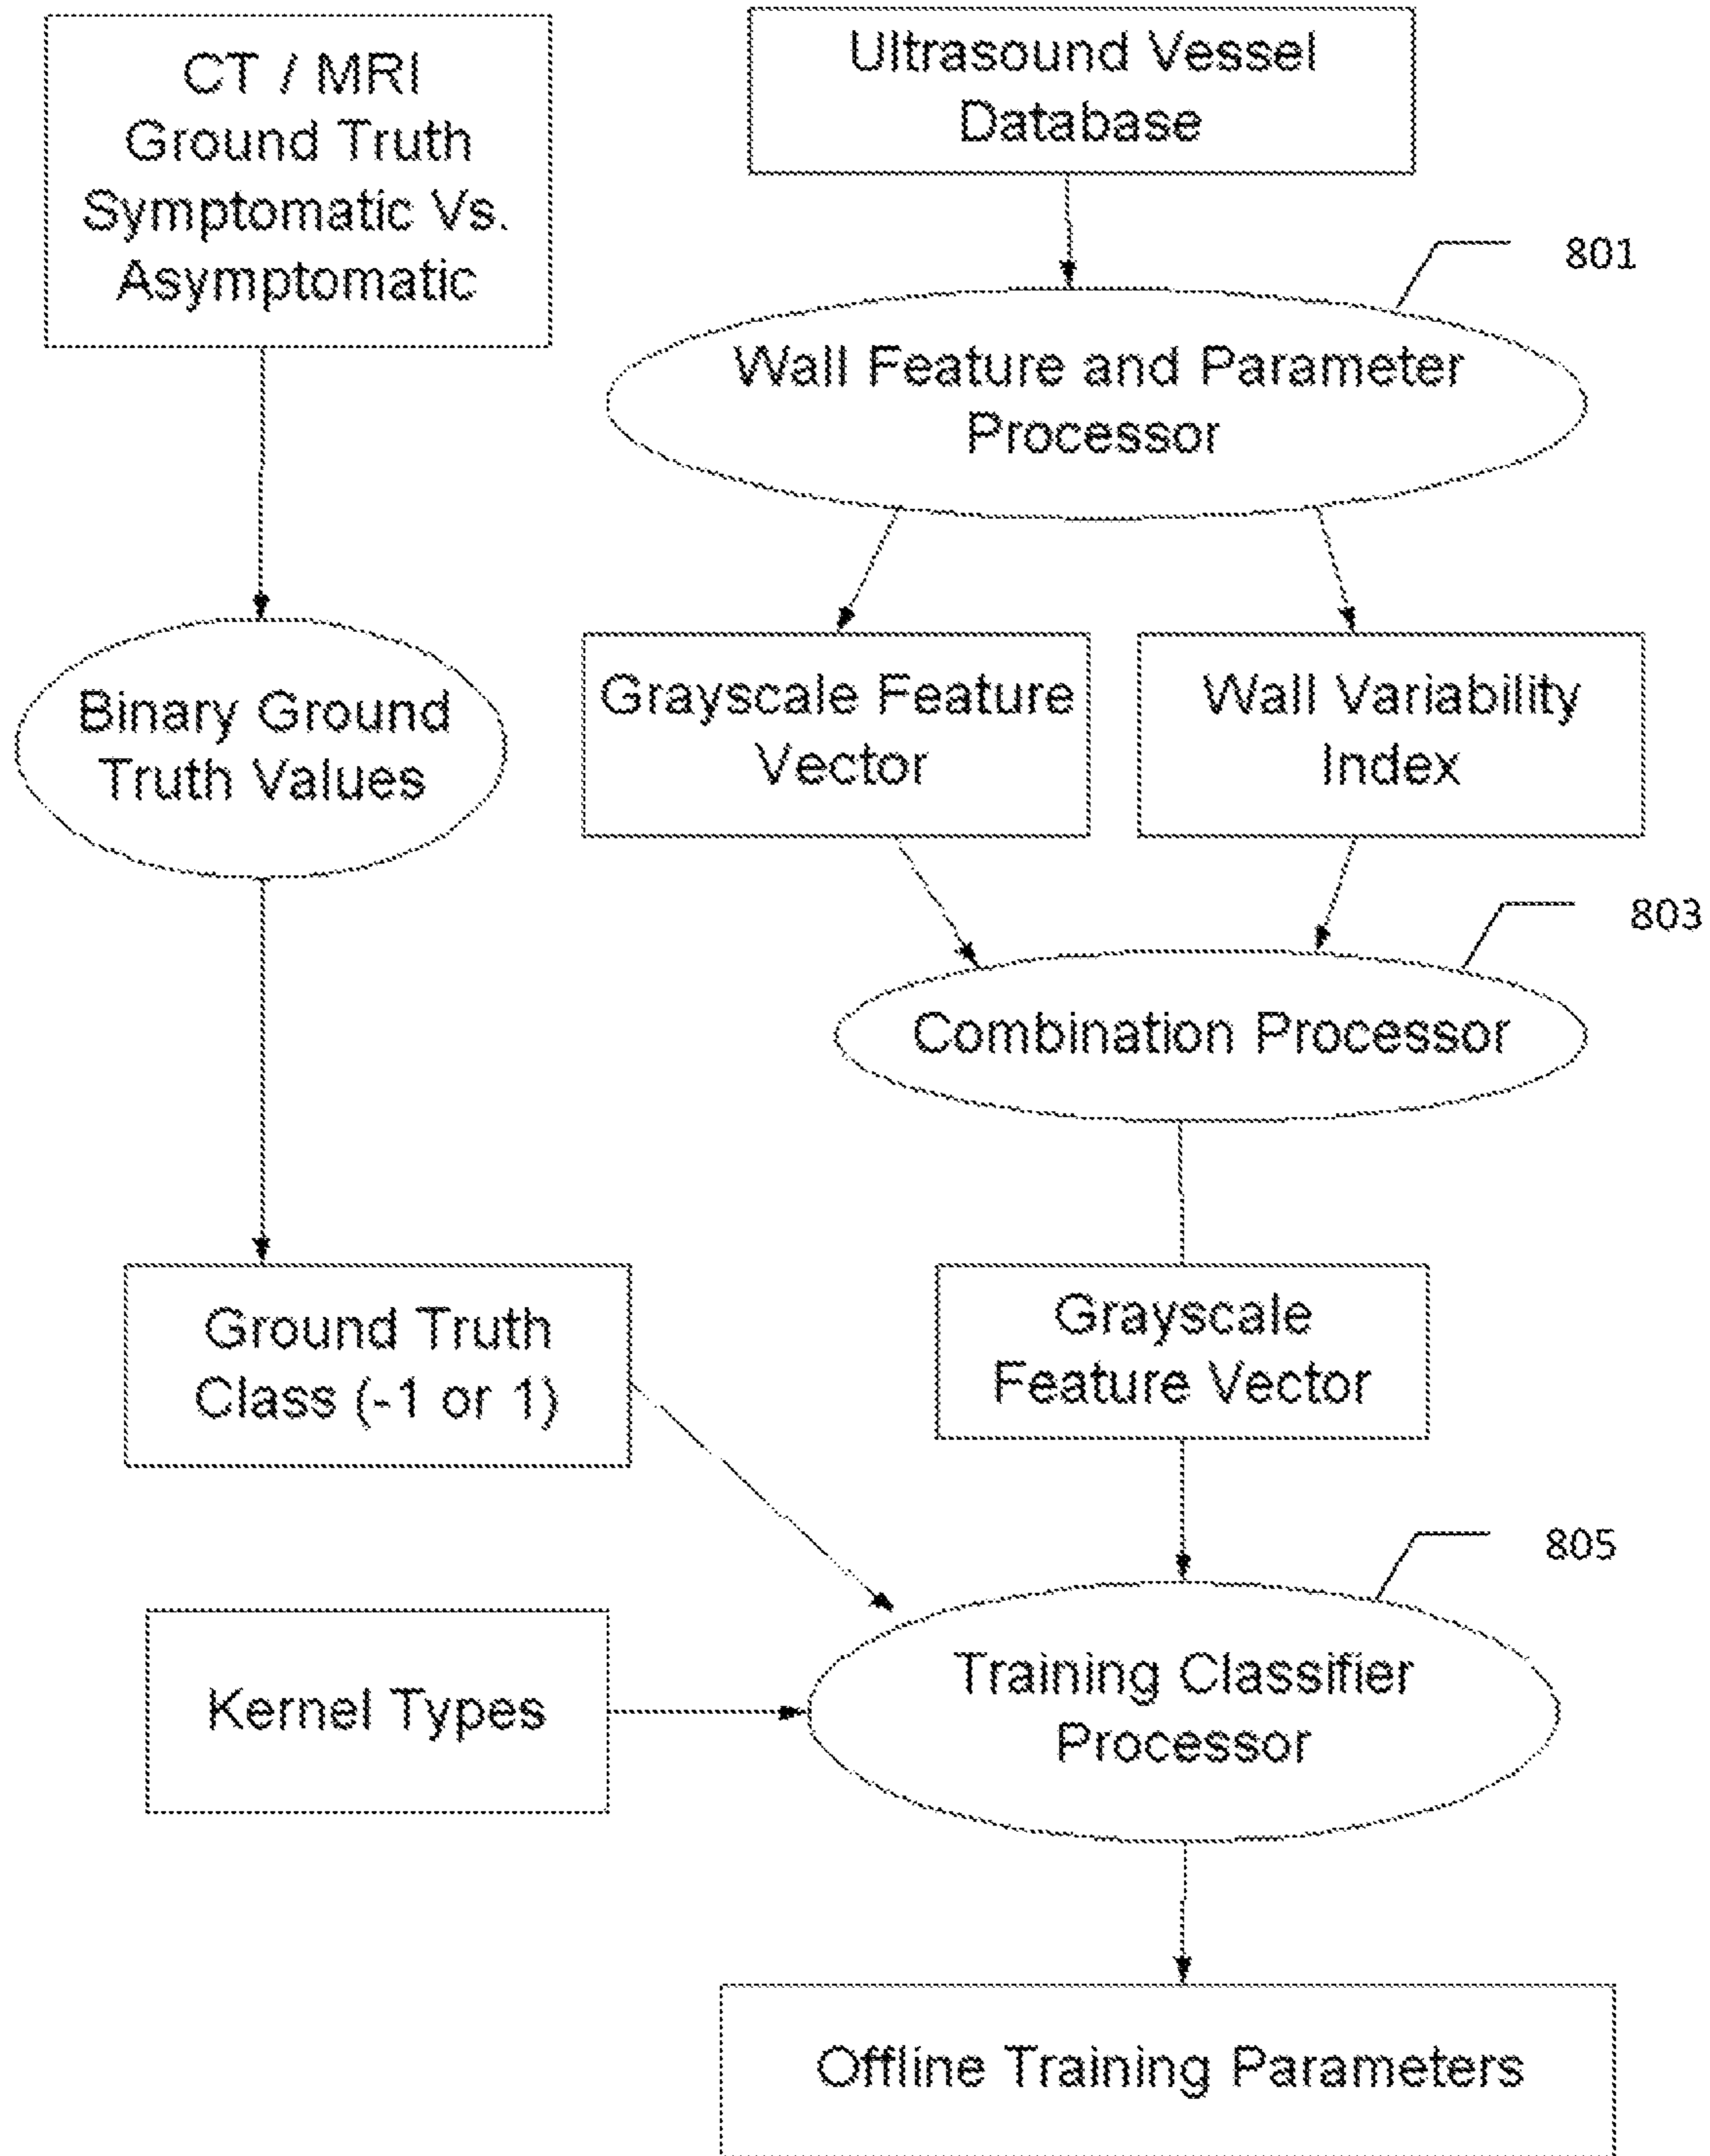 CT / MRI
Ground Truth
Symptomatic Vs.
Asymptomatic
Ultrasound Vessel
Database
801
Wall Feature and Parameter
Processor
Binary Ground
Truth Values
Grayscale Feature
Vector
Wall Variability
Index
803
Combination Processor
Ground Truth
Class (-1 or 1)
Grayscale
Feature Vector
805
Kernel Types
Training Classifier
Processor
Offline Training Parameters